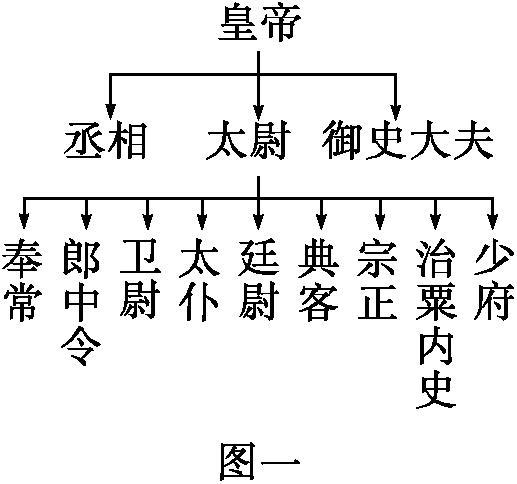 皇帝
丞相 太尉 御史大夫
奉常 郎中令 卫尉 太仆 廷尉 典客 宗正 治粟内史 少府
图一